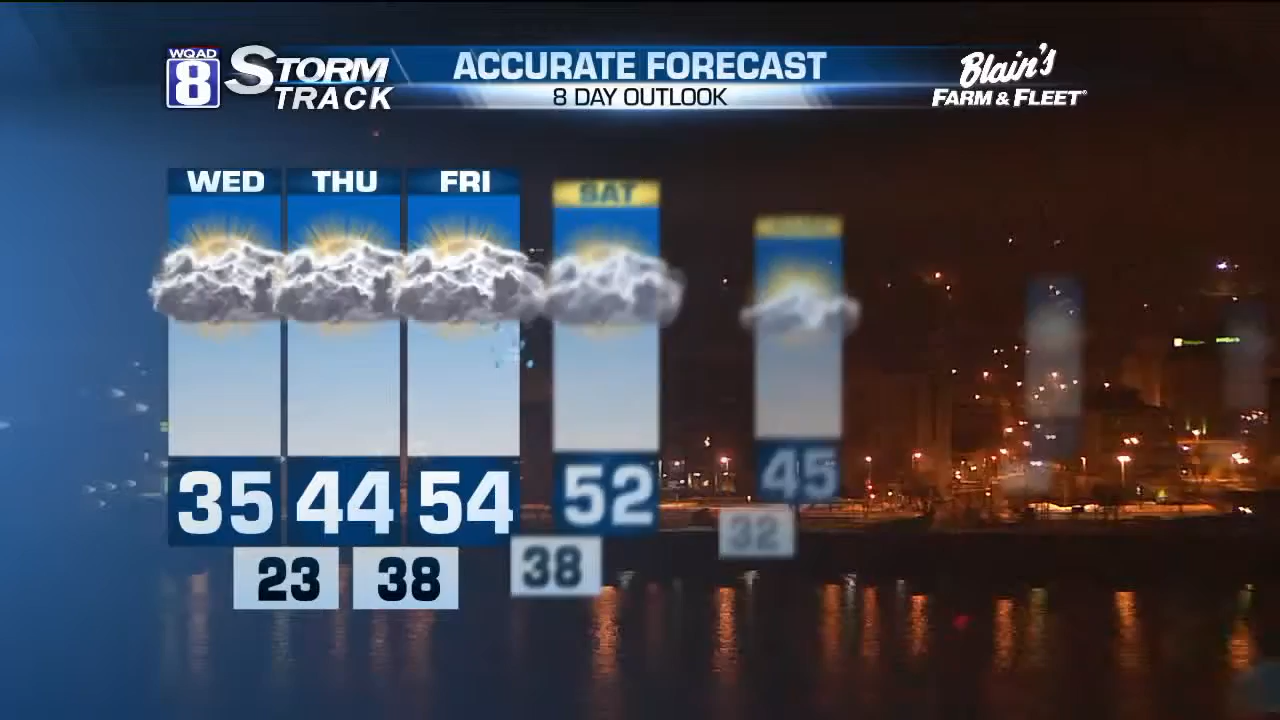 WQAD
8
STORM
TRACK
ACCURATE FORECAST
8 DAY OUTLOOK
Blain's
FARM & FLEET®
WED THU FRI SAT
35 44 54 52 45
23 38 38 32